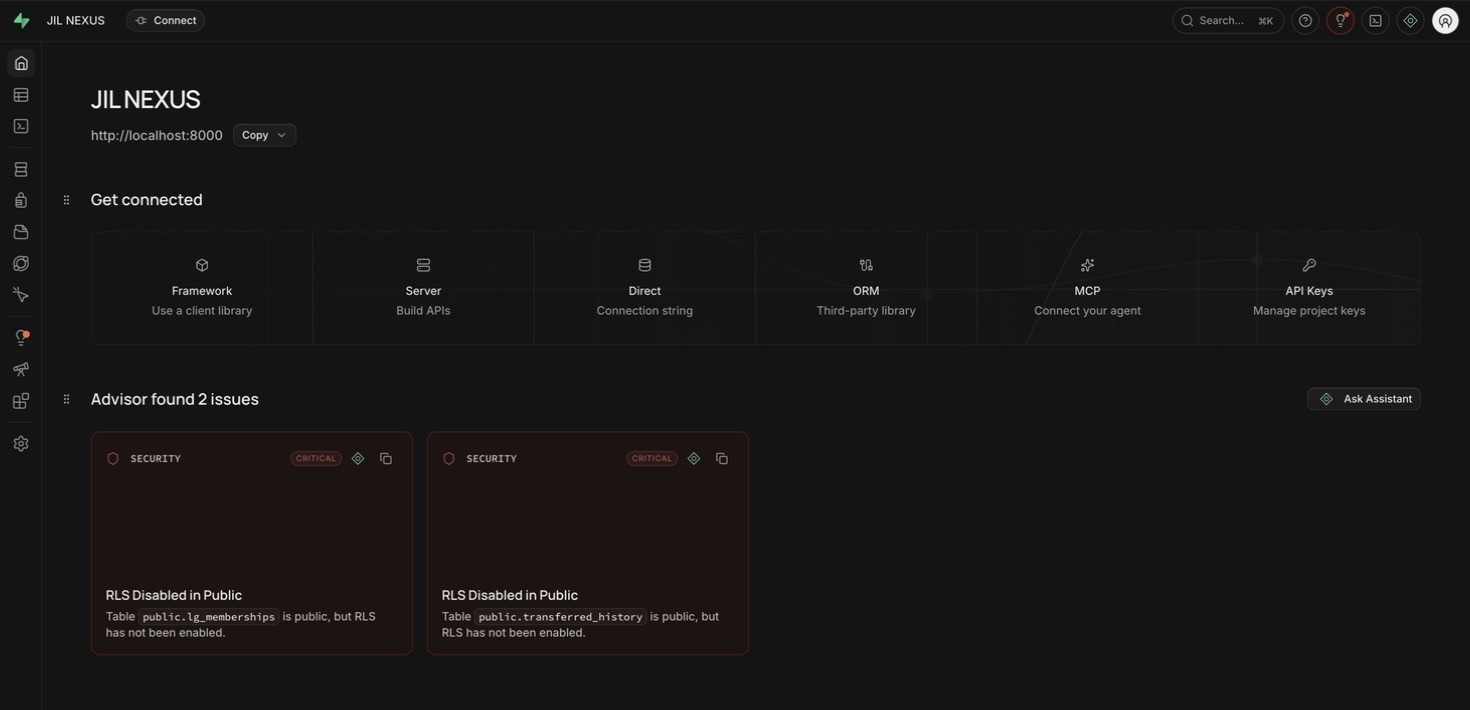 JIL NEXUS
Connect
Search... ⌘K
JIL NEXUS
http://localhost:8000
Copy
Get connected
Framework
Use a client library
Server
Build APIs
Direct
Connection string
ORM
Third-party library
MCP
Connect your agent
API Keys
Manage project keys
Advisor found 2 issues
Ask Assistant
SECURITY
CRITICAL
RLS Disabled in Public
Table public.lg_memberships is public, but RLS
has not been enabled.
SECURITY
CRITICAL
RLS Disabled in Public
Table public.transferred_history is public, but
RLS has not been enabled.